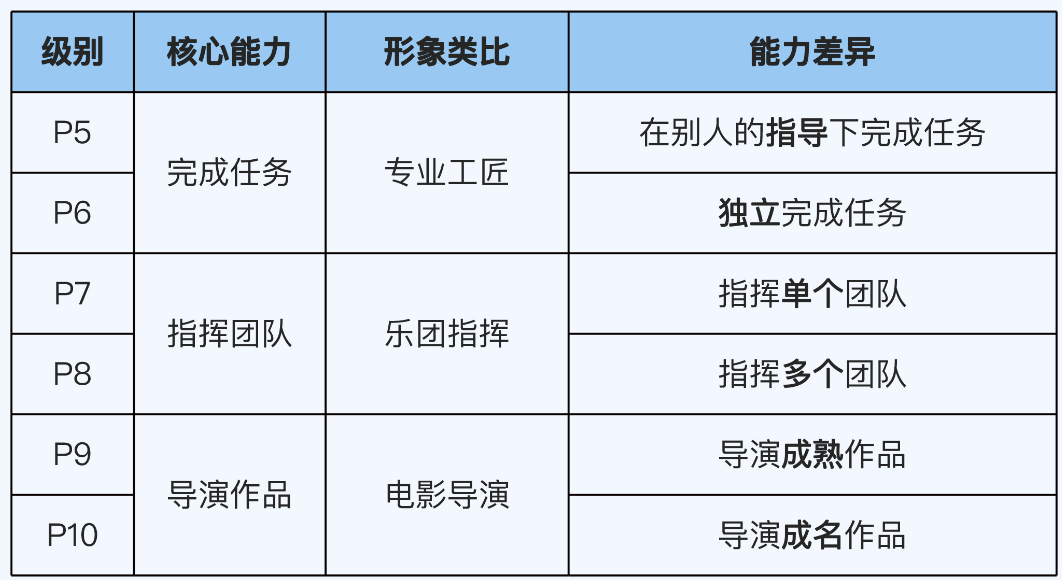 级别 核心能力 形象类比 能力差异
P5 在别人的指导下完成任务
完成任务 专业工匠
P6 独立完成任务
P7 指挥单个团队
指挥团队 乐团指挥
P8 指挥多个团队
P9 导演成熟作品
导演作品 电影导演
P10 导演成名作品